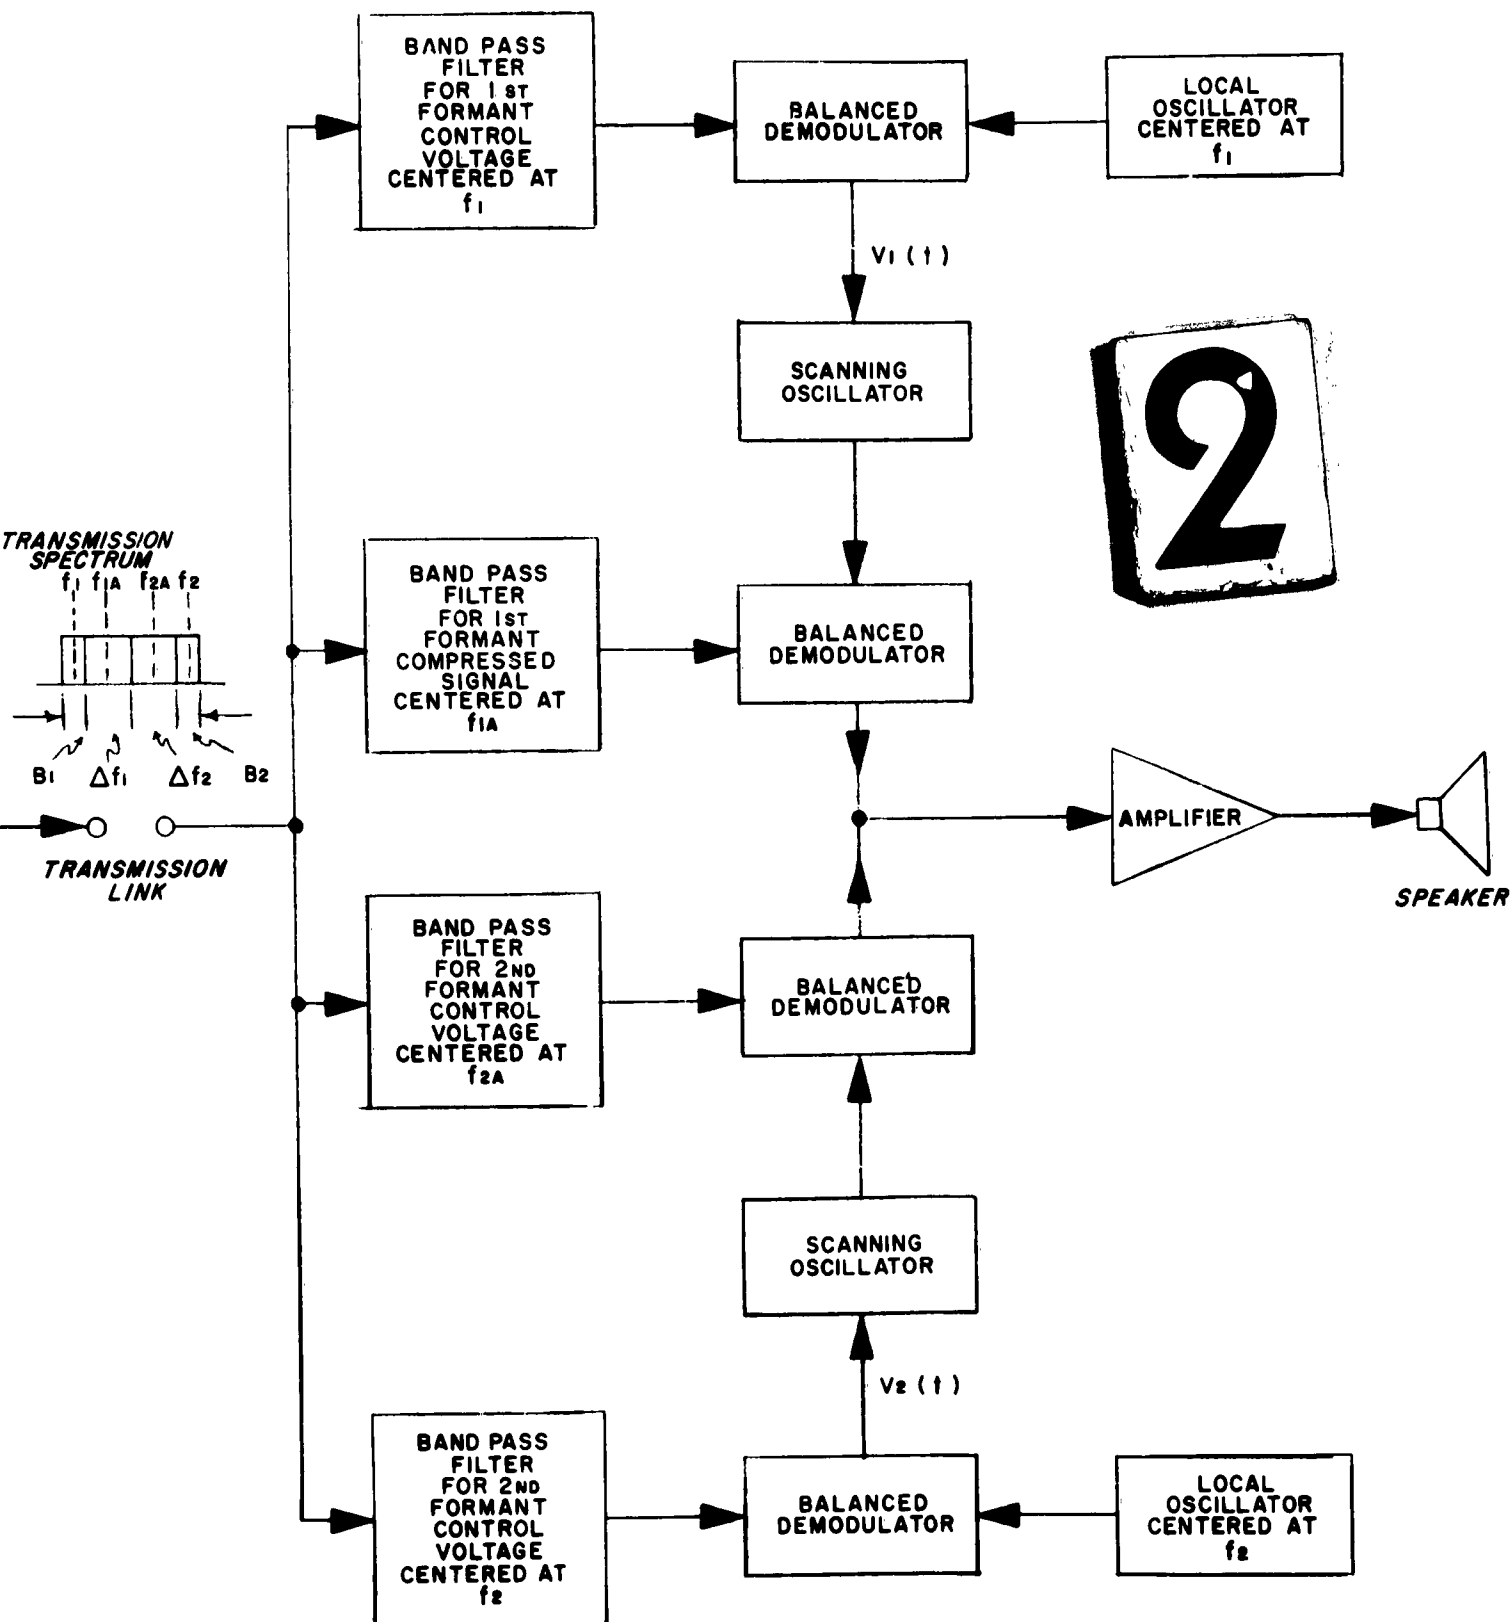 BAND PASS
FILTER
FOR 1ST
FORMANT
CONTROL
VOLTAGE
CENTERED AT
f1
BALANCED
DEMODULATOR
LOCAL
OSCILLATOR
CENTERED AT
f1
V1 (t)
SCANNING
OSCILLATOR
2
TRANSMISSION
SPECTRUM
f1 f1A f2A f2
B1 Δf1 Δf2 B2
TRANSMISSION
LINK
BAND PASS
FILTER
FOR 1ST
FORMANT
COMPRESSED
SIGNAL
CENTERED AT
f1A
BALANCED
DEMODULATOR
AMPLIFIER
SPEAKER
BAND PASS
FILTER
FOR 2ND
FORMANT
CONTROL
VOLTAGE
CENTERED AT
f2A
BALANCED
DEMODULATOR
SCANNING
OSCILLATOR
V2 (t)
BAND PASS
FILTER
FOR 2ND
FORMANT
CONTROL
VOLTAGE
CENTERED AT
f2
BALANCED
DEMODULATOR
LOCAL
OSCILLATOR
CENTERED AT
f2